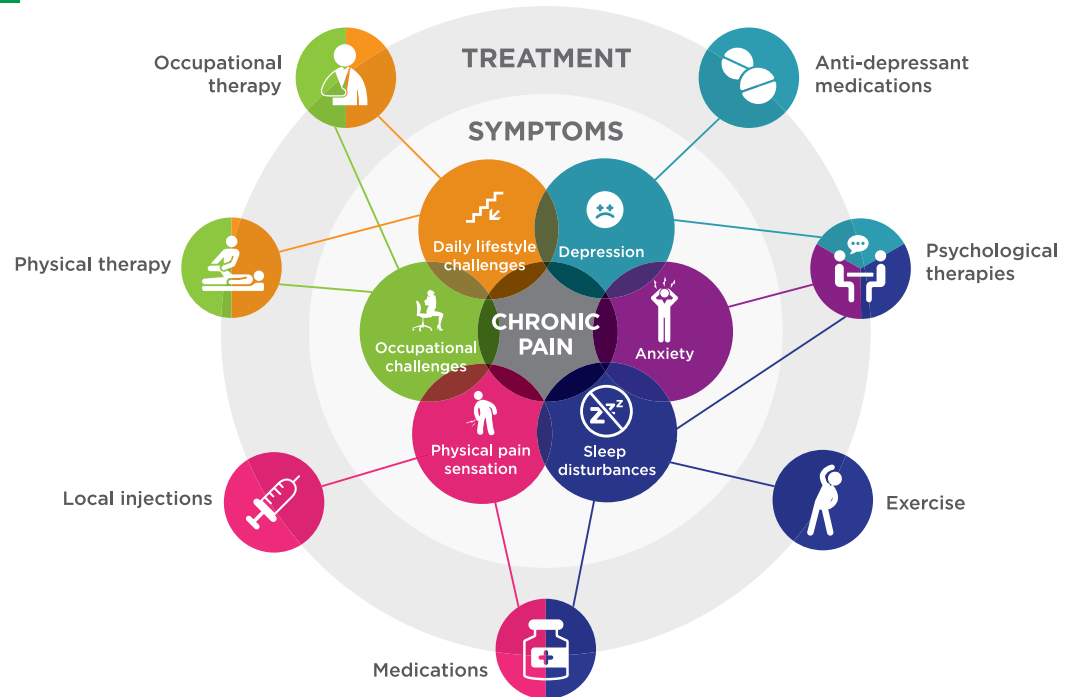 TREATMENT
Occupational
therapy
Anti-depressant
medications
SYMPTOMS
Daily lifestyle
challenges
Depression
Physical therapy
Psychological
therapies
CHRONIC
PAIN
Occupational
challenges
Anxiety
zzz
Physical pain
sensation
Sleep
disturbances
Local injections
Exercise
Medications